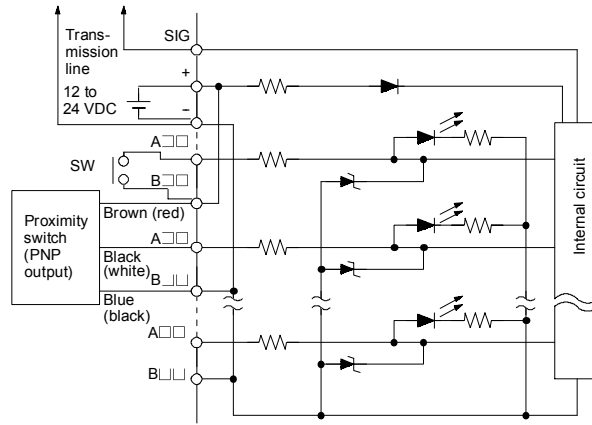 Trans-
mission
line
SIG
+
12 to
24 VDC
−
A□□
SW
B□□
Brown (red)
Proximity
switch
(PNP
output)
A□□
Black
(white)
B□□
Blue
(black)
A□□
B□□
Internal circuit